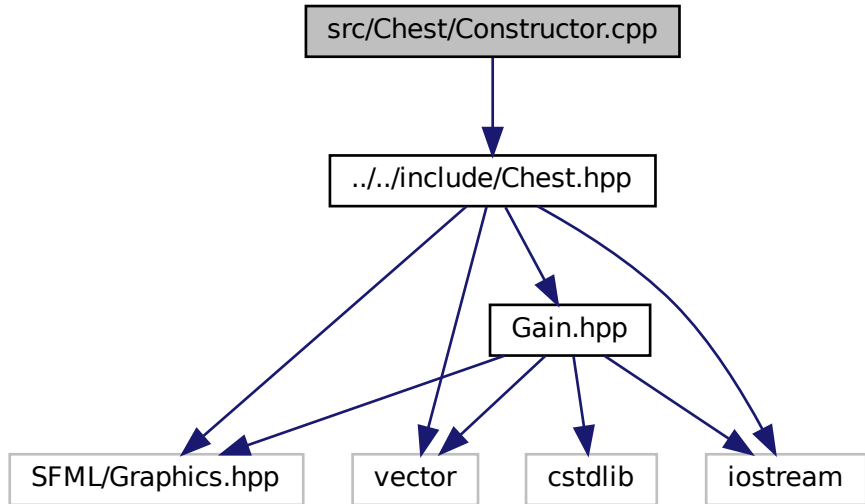 src/Chest/Constructor.cpp
../../include/Chest.hpp
Gain.hpp
SFML/Graphics.hpp
vector
cstdlib
iostream